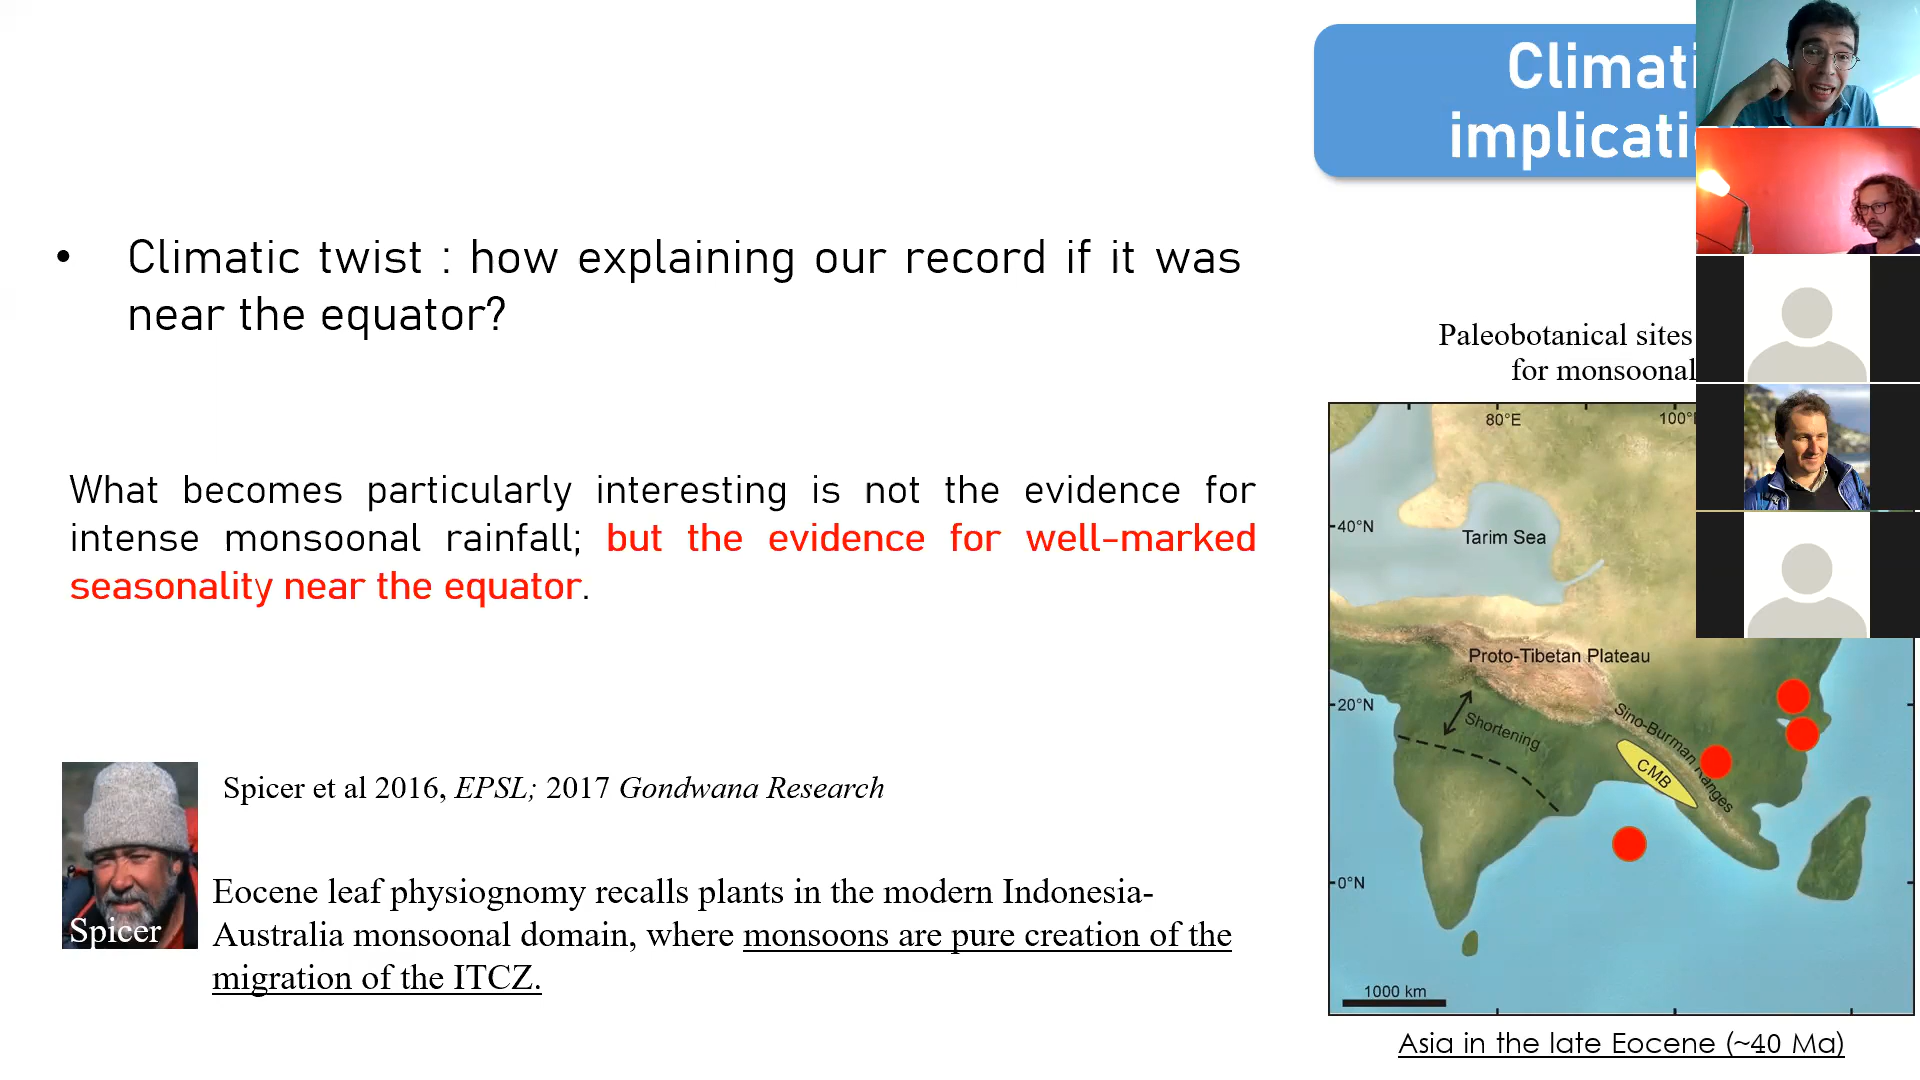 Climati
implicati
• Climatic twist : how explaining our record if it was
near the equator?
Paleobotanical sites
for monsoonal
What becomes particularly interesting is not the evidence for
intense monsoonal rainfall; but the evidence for well-marked
seasonality near the equator.
80°E
100°
40°N
Tarim Sea
Proto-Tibetan Plateau
20°N
Shortening
Sino-Burman Ranges
CMB
0°N
1000 km
Asia in the late Eocene (~40 Ma)
Spicer et al 2016, EPSL; 2017 Gondwana Research
Spicer
Eocene leaf physiognomy recalls plants in the modern Indonesia-
Australia monsoonal domain, where monsoons are pure creation of the
migration of the ITCZ.